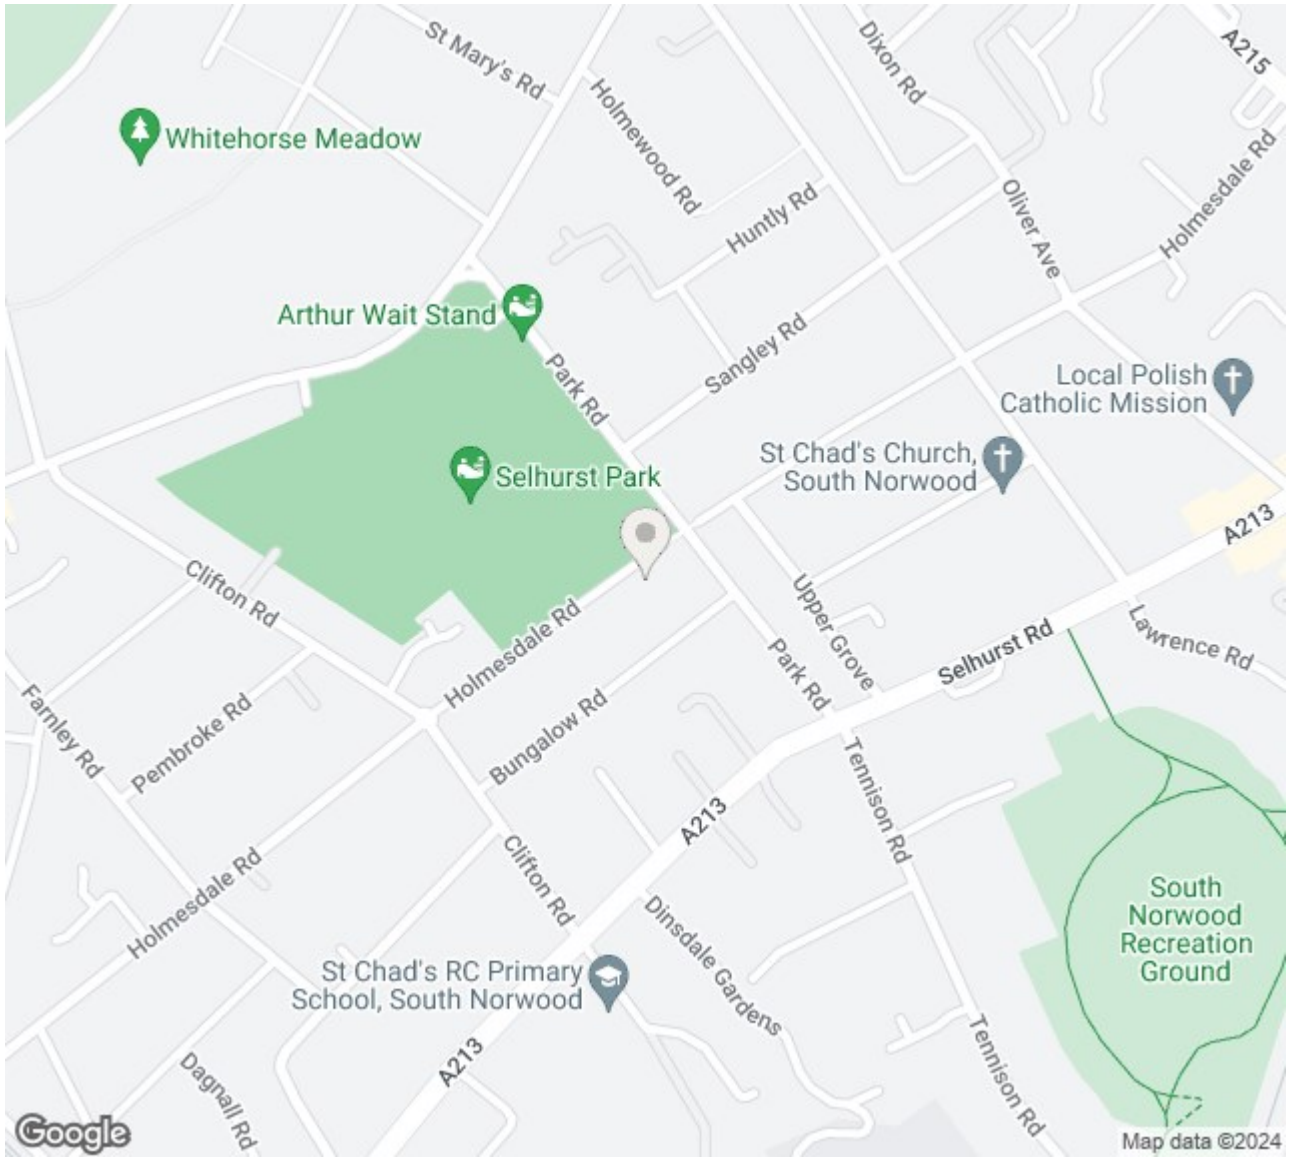 St Mary's Rd
Dixon Rd
A215
Holmewood Rd
Whitehorse Meadow
Huntly Rd
Oliver Ave
Holmesdale Rd
Arthur Wait Stand
Sangley Rd
Park Rd
Local Polish
Catholic Mission
St Chad's Church,
South Norwood
Selhurst Park
A213
Clifton Rd
Upper Grove
Holmesdale Rd
Selhurst Rd
Lawrence Rd
Park Rd
Farnley Rd
Pembroke Rd
Bungalow Rd
Tennison Rd
A213
Clifton Rd
Holmesdale Rd
South
Norwood
Recreation
Ground
Dinsdale Gardens
St Chad's RC Primary
School, South Norwood
Tennison Rd
A213
Dagnall Rd
Google
Map data ©2024